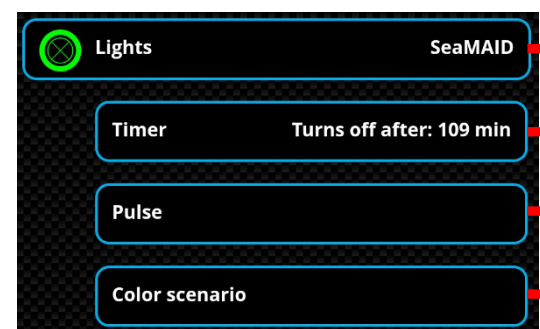 Lights SeaMAID
Timer Turns off after: 109 min
Pulse
Color scenario